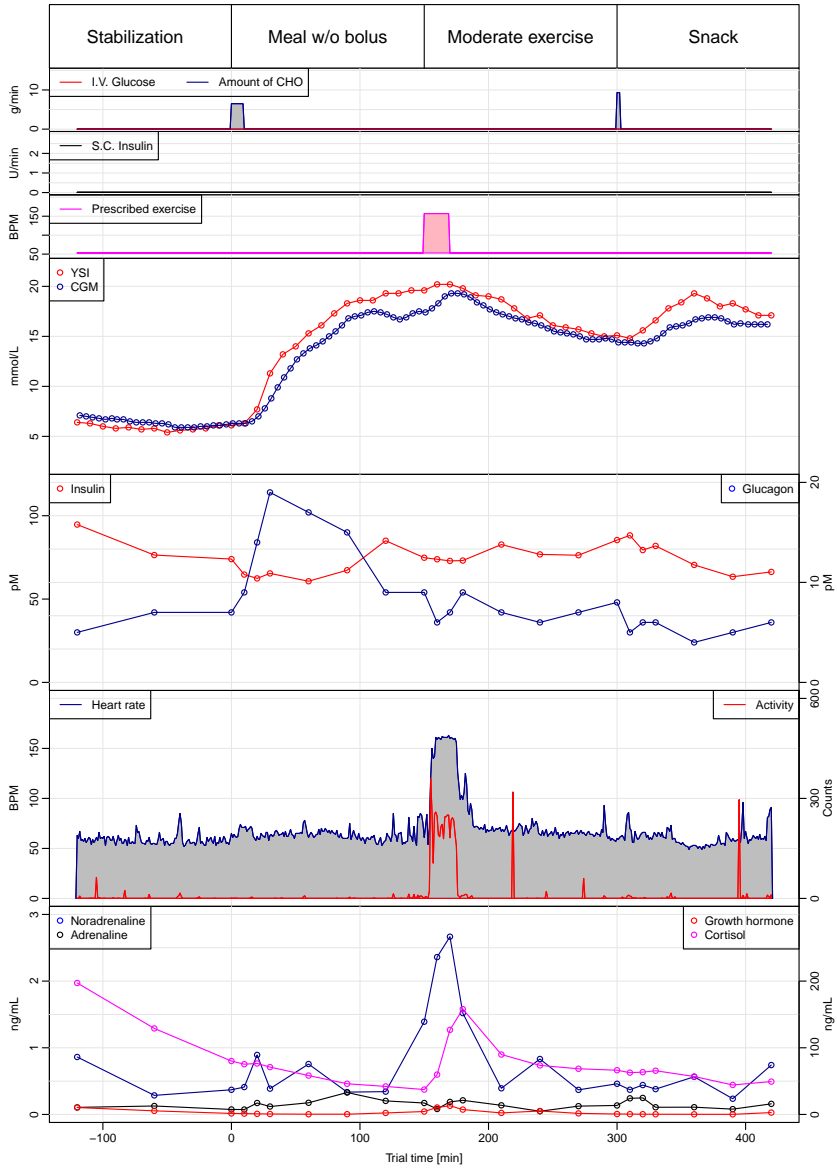 Stabilization Meal w/o bolus Moderate exercise Snack
I.V. Glucose Amount of CHO
g/min
0 10
S.C. Insulin
U/min
0 1 2
Prescribed exercise
BPM
50 150
YSI
CGM
mmol/L
5 10 15 20
Insulin
Glucagon
pM
0 50 100
pM
0 10 20
Heart rate
Activity
BPM
0 50 100 150
Counts
0 300 600
Noradrenaline
Adrenaline
Growth hormone
Cortisol
ng/mL
0 1 2 3
ng/mL
0 100 200
−100 0 100 200 300 400
Trial time [min]